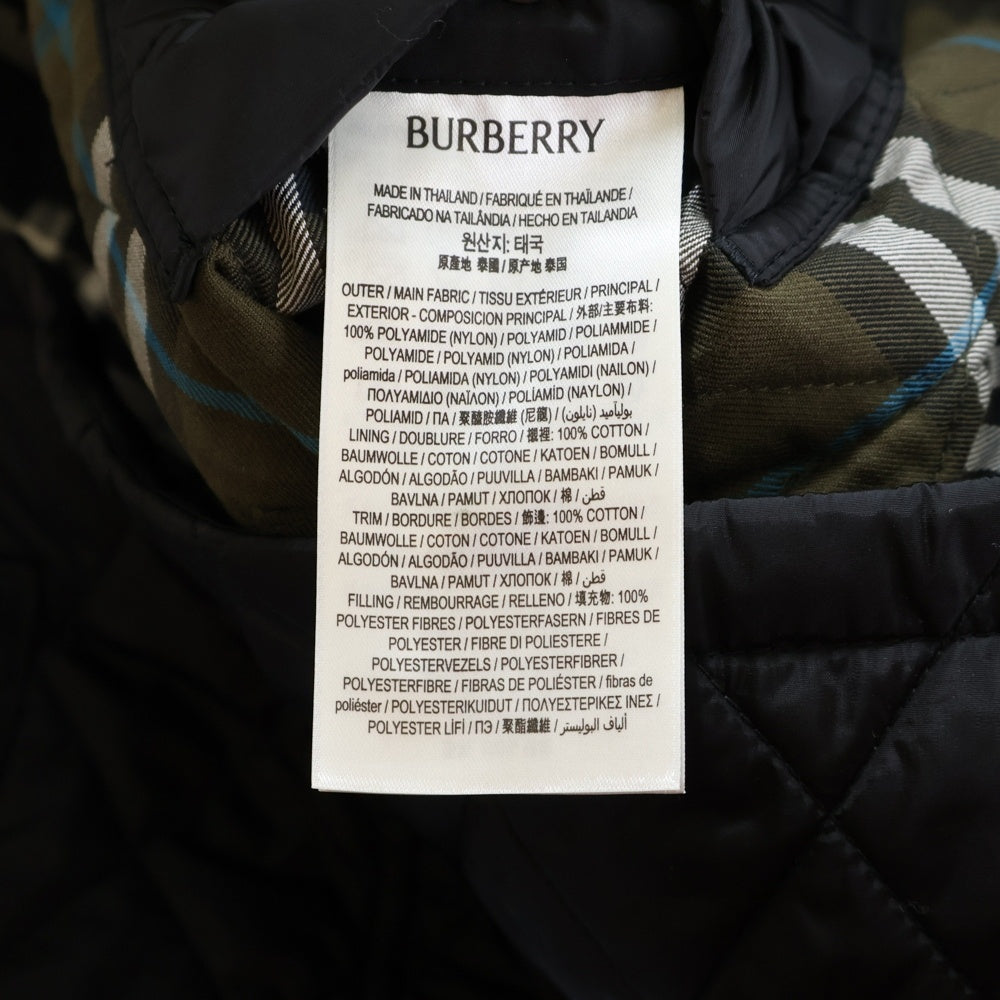 BURBERRY
MADE IN THAILAND / FABRIQUÉ EN THAÏLANDE /
FABRICADO NA TAILÂNDIA / HECHO EN TAILANDIA
원산지: 태국
原產地 泰國 / 原产地 泰国
OUTER / MAIN FABRIC / TISSU EXTÉRIEUR / PRINCIPAL /
EXTERIOR - COMPOSICION PRINCIPAL / 外部/主要布料:
100% POLYAMIDE (NYLON) / POLYAMID / POLIAMMIDE /
POLYAMIDE / POLYAMID (NYLON) / POLIAMIDA /
poliamida / POLIAMIDA (NYLON) / POLYAMIDI (NAILON) /
ΠΟΛΥΑΜΙΔΙΟ (ΝΑΪΛΟΝ) / POLİAMİD (NAYLON) /
POLIAMID / ПА / 聚醯胺纖維 (尼龍) / بولياميد (نايلون)
LINING / DOUBLURE / FORRO / 襯裡: 100% COTTON /
BAUMWOLLE / COTON / COTONE / KATOEN / BOMULL /
ALGODÓN / ALGODÃO / PUUVILLA / ΒΑΜΒΑΚΙ / PAMUK /
BAVLNA / PAMUT / ХЛОПОК / 棉 / قطن
TRIM / BORDURE / BORDES / 飾邊: 100% COTTON /
BAUMWOLLE / COTON / COTONE / KATOEN / BOMULL /
ALGODÓN / ALGODÃO / PUUVILLA / ΒΑΜΒΑΚΙ / PAMUK /
BAVLNA / PAMUT / ХЛОПОК / 棉 / قطن
FILLING / REMBOURRAGE / RELLENO / 填充物: 100%
POLYESTER FIBRES / POLYESTERFASERN / FIBRES DE
POLYESTER / FIBRE DI POLIESTERE /
POLYESTERVEZELS / POLYESTERFIBRER /
POLYESTERFIBRE / FIBRAS DE POLIÉSTER / fibras de
poliéster / POLYESTERIKUIDUT / ΠΟΛΥΕΣΤΕΡΙΚΕΣ ΙΝΕΣ /
POLYESTER LİFİ / ПЭ / 聚酯纖維 / ألياف البوليستر